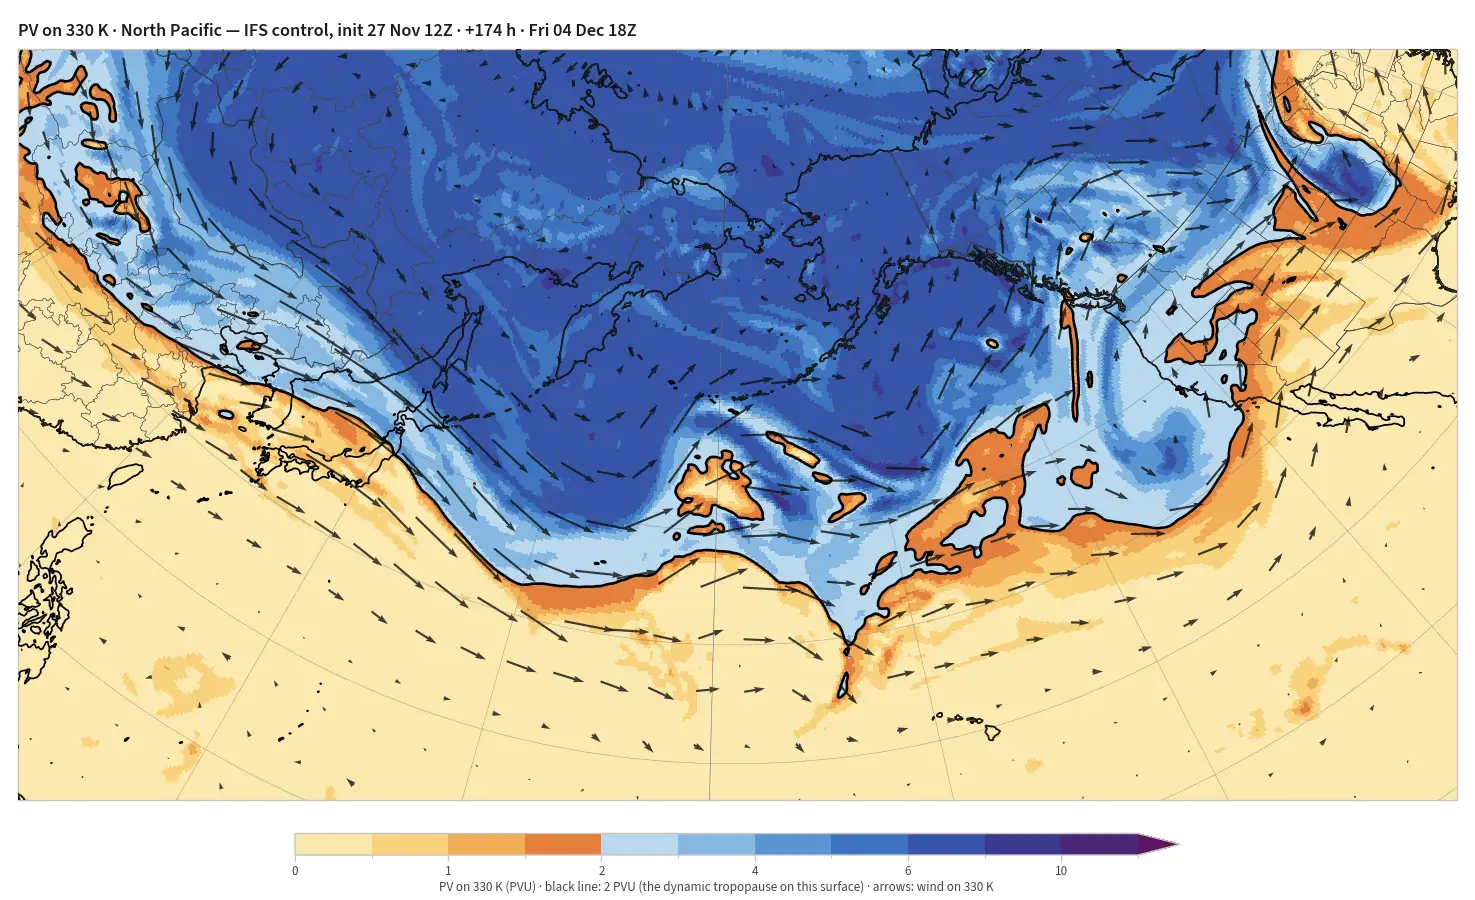 PV on 330 K · North Pacific — IFS control, init 27 Nov 12Z · +174 h · Fri 04 Dec 18Z
0 1 2 4 6 10
PV on 330 K (PVU) · black line: 2 PVU (the dynamic tropopause on this surface) · arrows: wind on 330 K